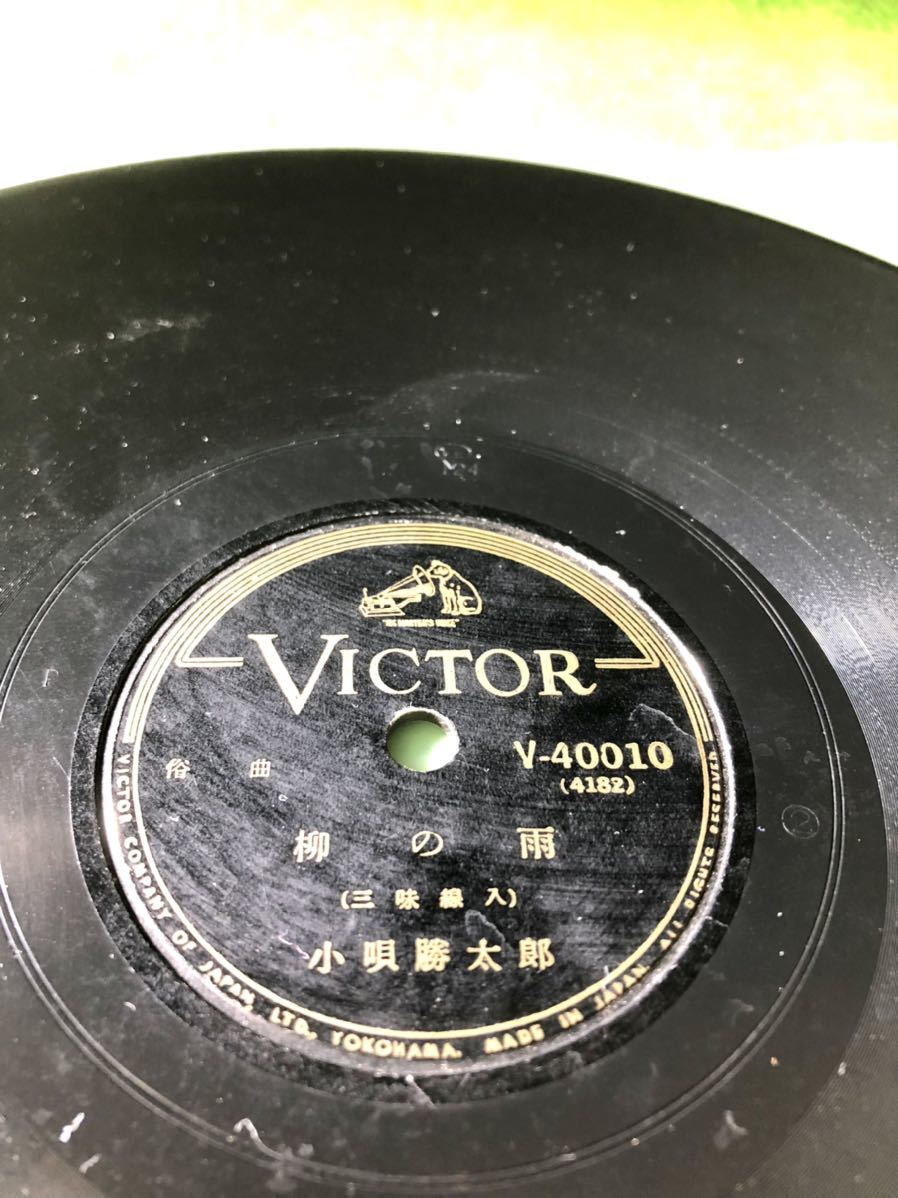 "HIS MASTER'S VOICE"
VICTOR
V-40010
(4182)
俗曲
柳の雨
(三味線入)
小唄勝太郎
VICTOR COMPANY OF JAPAN, LTD., YOKOHAMA. MADE IN JAPAN. ALL RIGHTS RESERVED